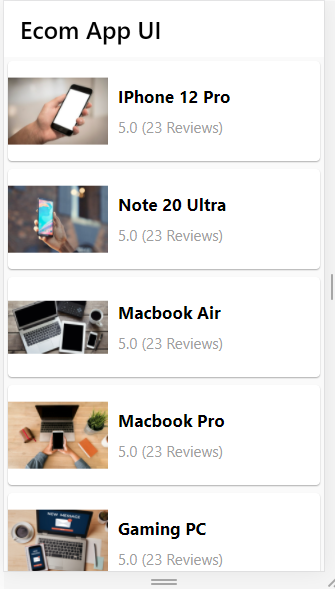 Ecom App UI
IPhone 12 Pro
5.0 (23 Reviews)
Note 20 Ultra
5.0 (23 Reviews)
Macbook Air
5.0 (23 Reviews)
Macbook Pro
5.0 (23 Reviews)
NEW MESSAGE
Gaming PC
5.0 (23 Reviews)